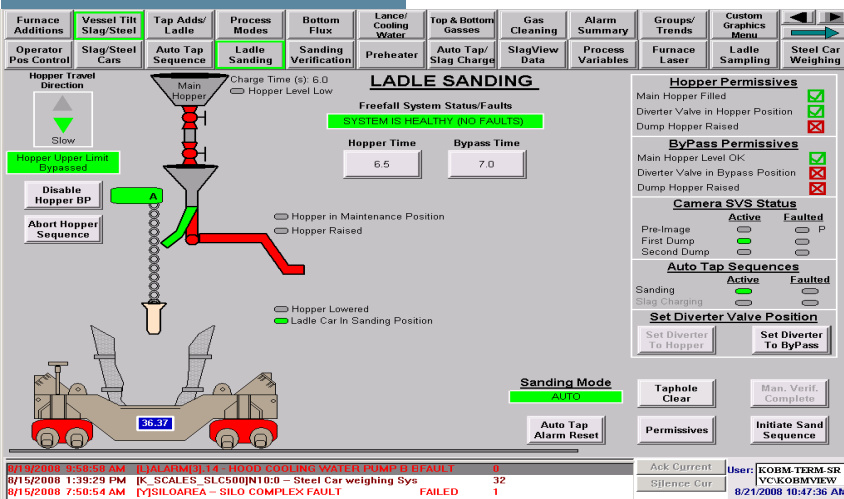 Furnace Additions
Vessel Tilt Slag/Steel
Tap Adds/ Ladle
Process Modes
Bottom Flux
Lance/ Cooling Water
Top & Bottom Gasses
Gas Cleaning
Alarm Summary
Groups/ Trends
Custom Graphics Menu
Operator Pos Control
Slag/Steel Cars
Auto Tap Sequence
Ladle Sanding
Sanding Verification
Preheater
Auto Tap/ Slag Charge
SlagView Data
Process Variables
Furnace Laser
Ladle Sampling
Steel Car Weighing
Hopper Travel
Direction
Slow
Hopper Upper Limit
Bypassed
Disable
Hopper BP
Abort Hopper
Sequence
Main
Hopper
Charge Time (s): 6.0
Hopper Level Low
A
LADLE SANDING
Freefall System Status/Faults
SYSTEM IS HEALTHY (NO FAULTS)
Hopper Time
Bypass Time
6.5
7.0
Hopper in Maintenance Position
Hopper Raised
Hopper Lowered
Ladle Car In Sanding Position
36.37
Hopper Permissives
Main Hopper Filled
Diverter Valve in Hopper Position
Dump Hopper Raised
ByPass Permissives
Main Hopper Level OK
Diverter Valve in Bypass Position
Dump Hopper Raised
Camera SVS Status
Active Faulted
Pre-Image P
First Dump
Second Dump
Auto Tap Sequences
Active Faulted
Sanding
Slag Charging
Set Diverter Valve Position
Set Diverter
To Hopper
Set Diverter
To ByPass
Sanding Mode
AUTO
Auto Tap
Alarm Reset
Taphole
Clear
Man. Verif.
Complete
Permissives
Initiate Sand
Sequence
8/19/2008 9:58:58 AM [L]ALARM[3].14 - HOOD COOLING WATER PUMP B EFAULT 0
8/15/2008 1:39:29 PM [K_SCALES_SLC500]N10:0 – Steel Car weighing Sys 32
8/15/2008 7:50:54 AM [Y]SILOAREA – SILO COMPLEX FAULT FAILED 1
Ack Current
Silence Cur
User: KOBM-TERM-SR
VC\KOBMVIEW
8/21/2008 10:47:36 AM